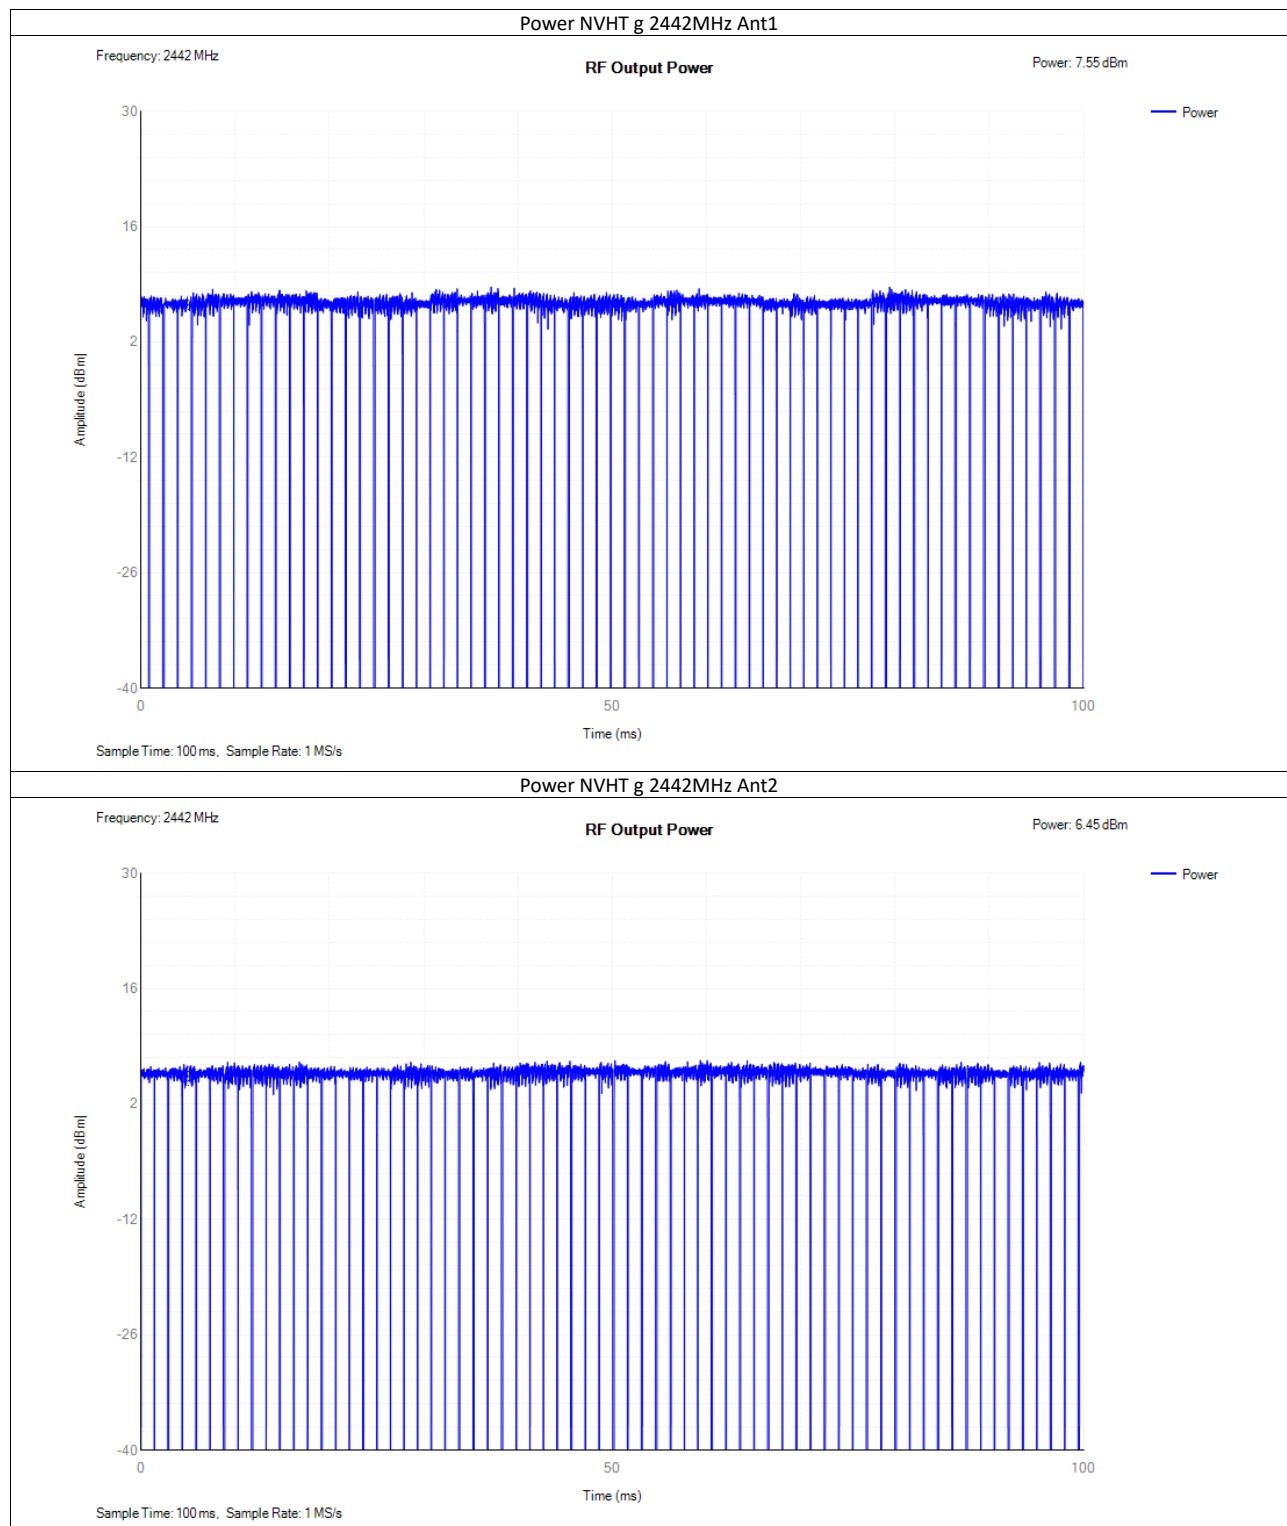 Power NVHT g 2442MHz Ant1
Frequency: 2442 MHz
RF Output Power
Power: 7.55 dBm
Power
30
16
2
-12
-26
-40
Amplitude (dBm|
0
50
100
Time (ms)
Sample Time: 100 ms, Sample Rate: 1 MS/s
Power NVHT g 2442MHz Ant2
Frequency: 2442 MHz
RF Output Power
Power: 6.45 dBm
Power
30
16
2
-12
-26
-40
Amplitude (dBm|
0
50
100
Time (ms)
Sample Time: 100 ms, Sample Rate: 1 MS/s